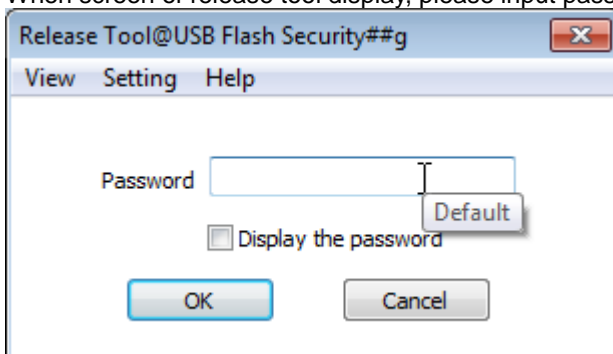 When screen of release tool display, please input pass
Release Tool@USB Flash Security##g
View Setting Help
Password
Default
Display the password
OK Cancel